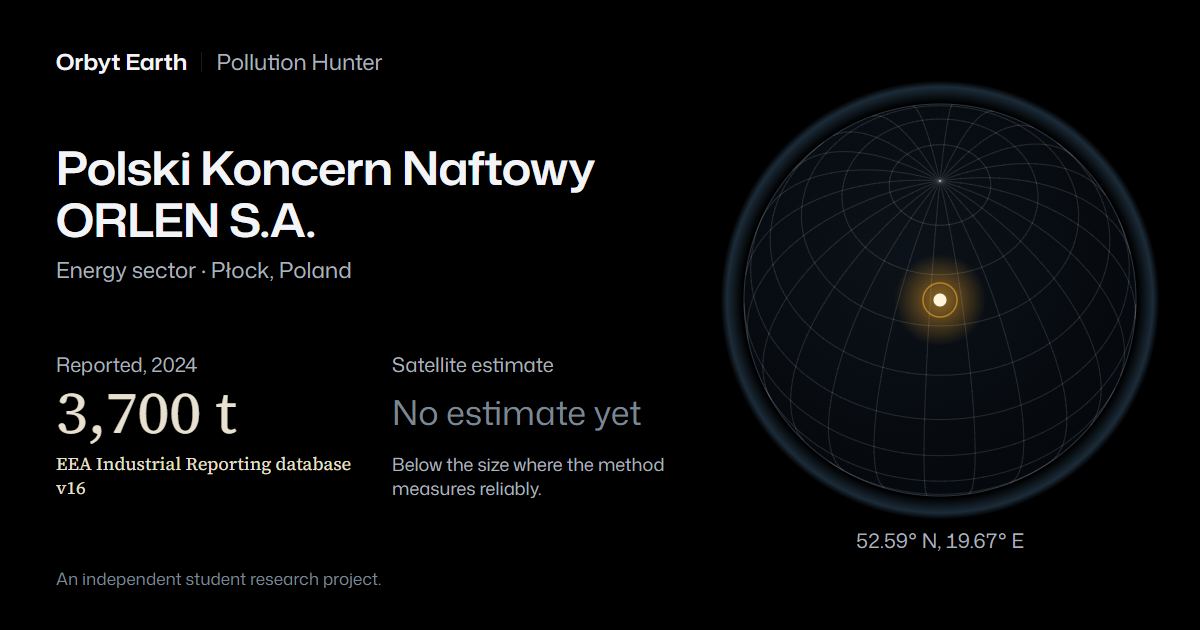 Orbyt Earth | Pollution Hunter
Polski Koncern Naftowy
ORLEN S.A.
Energy sector · Płock, Poland
Reported, 2024
3,700 t
EEA Industrial Reporting database
v16
Satellite estimate
No estimate yet
Below the size where the method
measures reliably.
52.59° N, 19.67° E
An independent student research project.